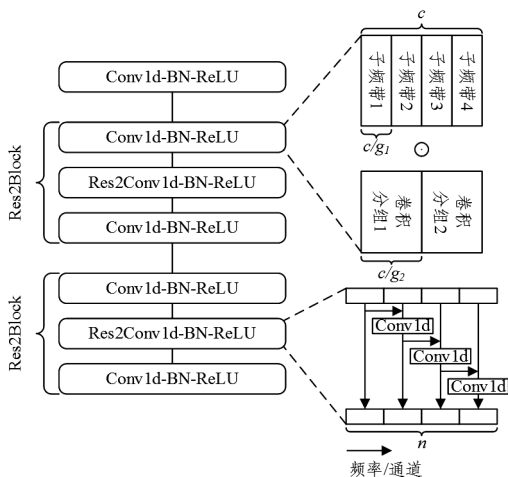 c
Conv1d-BN-ReLU
Conv1d-BN-ReLU
Res2Conv1d-BN-ReLU
Conv1d-BN-ReLU
Res2Block
Conv1d-BN-ReLU
Res2Conv1d-BN-ReLU
Conv1d-BN-ReLU
Res2Block
子频带1
子频带2
子频带3
子频带4
c/g1
卷积
分组1
卷积
分组2
c/g2
Conv1d
Conv1d
Conv1d
n
频率/通道